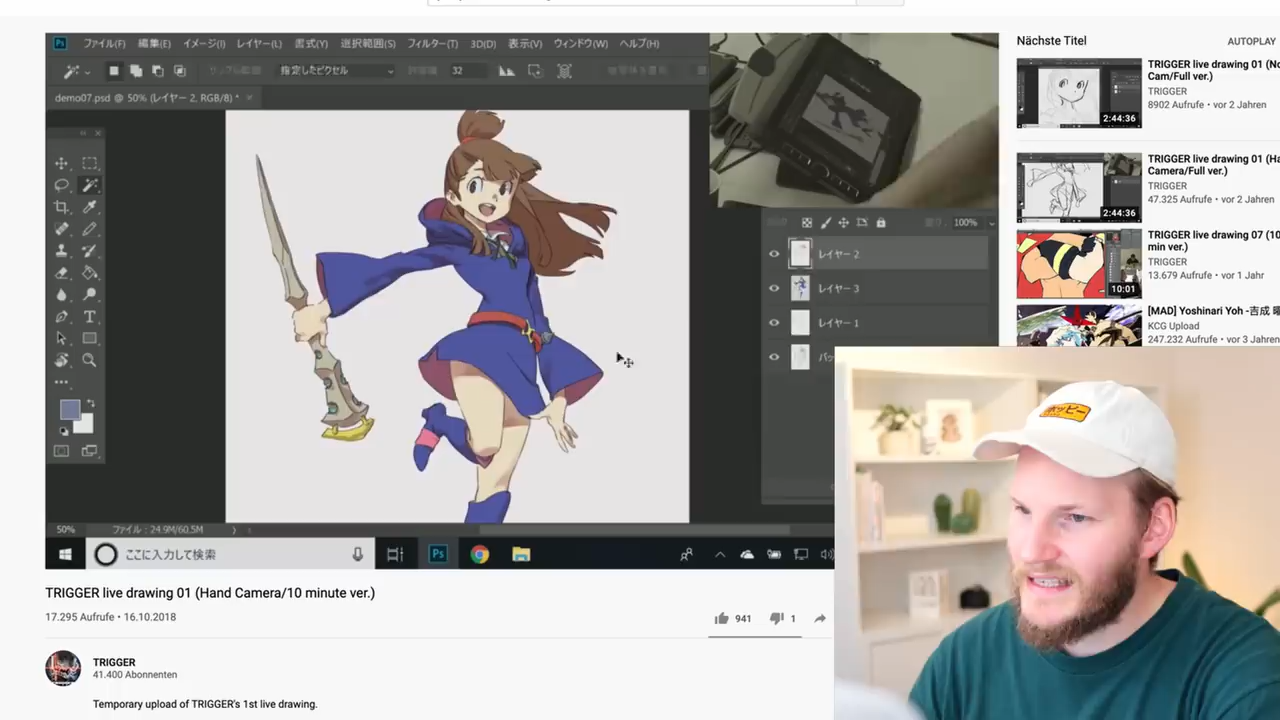 Ps ファイル(F) 編集(E) イメージ(I) レイヤー(L) 書式(Y) 選択範囲(S) フィルター(T) 3D(D) 表示(V) ウィンドウ(W) ヘルプ(H)
指定したピクセル
32
demo07.psd @ 50% (レイヤー 2, RGB/8) *
100%
レイヤー 2
レイヤー 3
レイヤー 1
50%
ファイル : 24.9M/60.5M
ここに入力して検索
Ps
TRIGGER live drawing 01 (Hand Camera/10 minute ver.)
17.295 Aufrufe • 16.10.2018
941
1
TRIGGER
41.400 Abonnenten
Temporary upload of TRIGGER's 1st live drawing.
Nächste Titel
AUTOPLAY
TRIGGER live drawing 01 (No
Cam/Full ver.)
TRIGGER
8902 Aufrufe • vor 2 Jahren
2:44:36
TRIGGER live drawing 01 (Ha
Camera/Full ver.)
TRIGGER
47.325 Aufrufe • vor 2 Jahren
2:44:36
TRIGGER live drawing 07 (10
min ver.)
TRIGGER
13.679 Aufrufe • vor 1 Jahr
10:01
[MAD] Yoshinari Yoh -吉成 曜
KCG Upload
247.232 Aufrufe • vor 3 Jahren
ホッピー